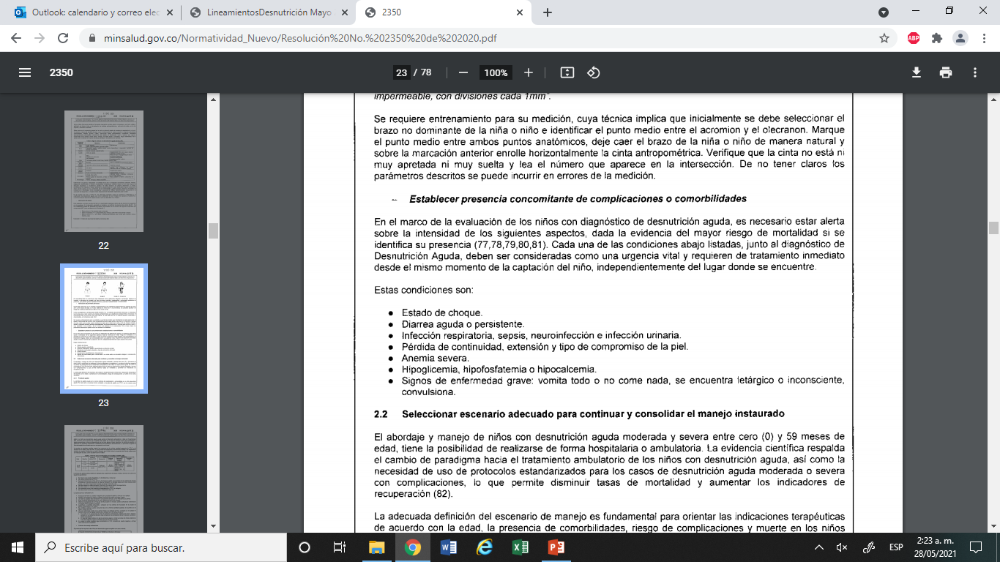 Outlook: calendario y correo elec
LineamientosDesnutrición Mayo
2350
minsalud.gov.co/Normatividad_Nuevo/Resolución%20No.%202350%20de%202020.pdf
ABP
2350
23 / 78
100%
impermeable, con divisiones cada 1mm".
Se requiere entrenamiento para su medición, cuya técnica implica que inicialmente se debe seleccionar el
brazo no dominante de la niña o niño e identificar el punto medio entre el acromion y el olecranon. Marque
el punto medio entre ambos puntos anatómicos, deje caer el brazo de la niña o niño de manera natural y
sobre la marcación anterior enrolle horizontalmente la cinta antropométrica. Verifique que la cinta no está ni
muy apretada ni muy suelta y lea el número que aparece en la intersección. De no tener claros los
parámetros descritos se puede incurrir en errores de la medición.
– Establecer presencia concomitante de complicaciones o comorbilidades
En el marco de la evaluación de los niños con diagnóstico de desnutrición aguda, es necesario estar alerta
sobre la intensidad de los siguientes aspectos, dada la evidencia del mayor riesgo de mortalidad si se
identifica su presencia (77,78,79,80,81). Cada una de las condiciones abajo listadas, junto al diagnóstico de
Desnutrición Aguda, deben ser consideradas como una urgencia vital y requieren de tratamiento inmediato
desde el mismo momento de la captación del niño, independientemente del lugar donde se encuentre.
Estas condiciones son:
● Estado de choque.
● Diarrea aguda o persistente.
● Infección respiratoria, sepsis, neuroinfección e infección urinaria.
● Pérdida de continuidad, extensión y tipo de compromiso de la piel.
● Anemia severa.
● Hipoglicemia, hipofosfatemia o hipocalcemia.
● Signos de enfermedad grave: vomita todo o no come nada, se encuentra letárgico o inconsciente,
convulsiona.
2.2 Seleccionar escenario adecuado para continuar y consolidar el manejo instaurado
El abordaje y manejo de niños con desnutrición aguda moderada y severa entre cero (0) y 59 meses de
edad, tiene la posibilidad de realizarse de forma hospitalaria o ambulatoria. La evidencia científica respalda
el cambio de paradigma hacia el tratamiento ambulatorio de los niños con desnutrición aguda, así como la
necesidad de uso de protocolos estandarizados para los casos de desnutrición aguda moderada o severa
con complicaciones, lo que permite disminuir tasas de mortalidad y aumentar los indicadores de
recuperación (82).
La adecuada definición del escenario de manejo es fundamental para orientar las indicaciones terapéuticas
de acuerdo con la edad, la presencia de comorbilidades, riesgo de complicaciones y muerte en los niños
22
23
Escribe aquí para buscar.
ESP
2:23 a. m.
28/05/2021